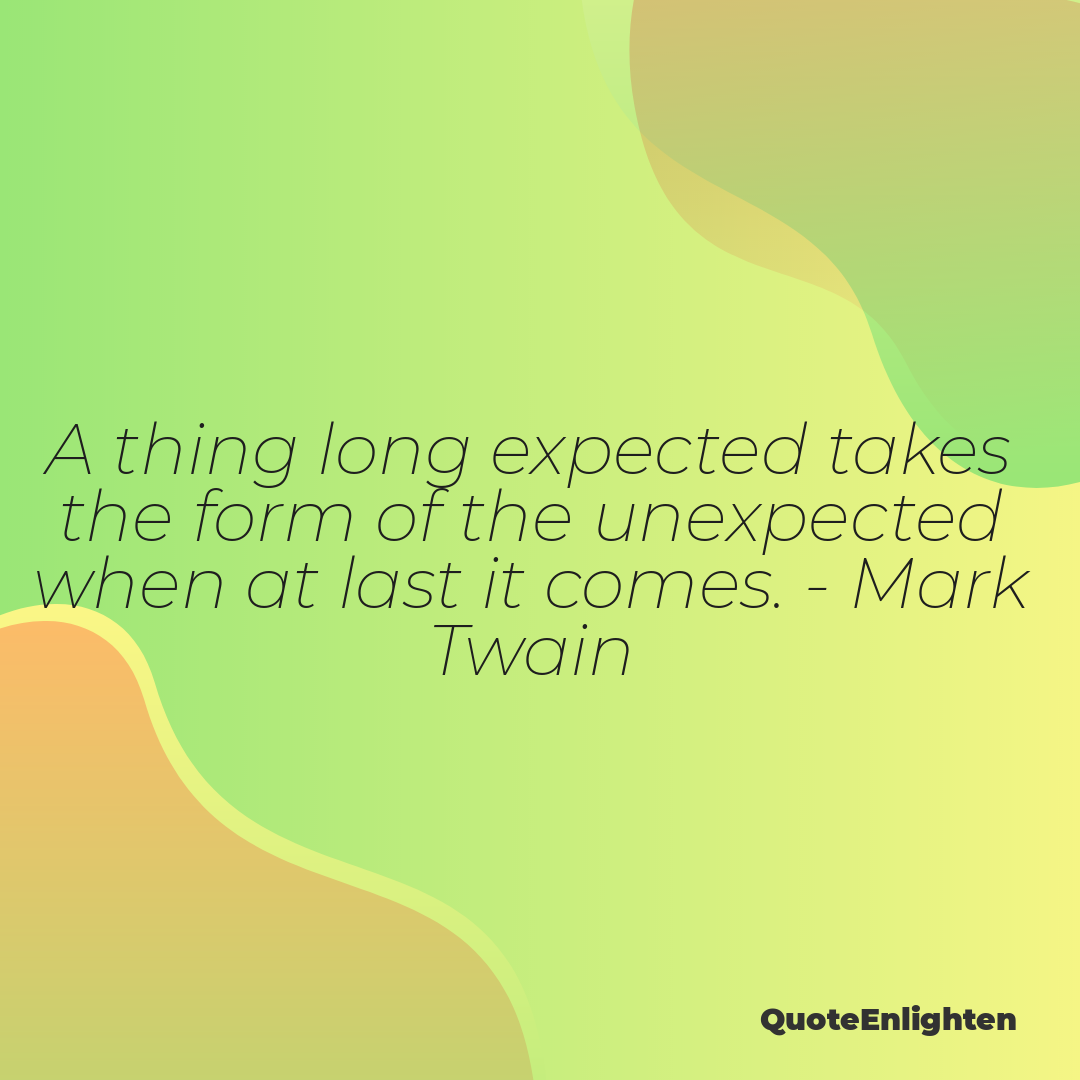 A thing long expected takes
the form of the unexpected
when at last it comes. - Mark
Twain
QuoteEnlighten